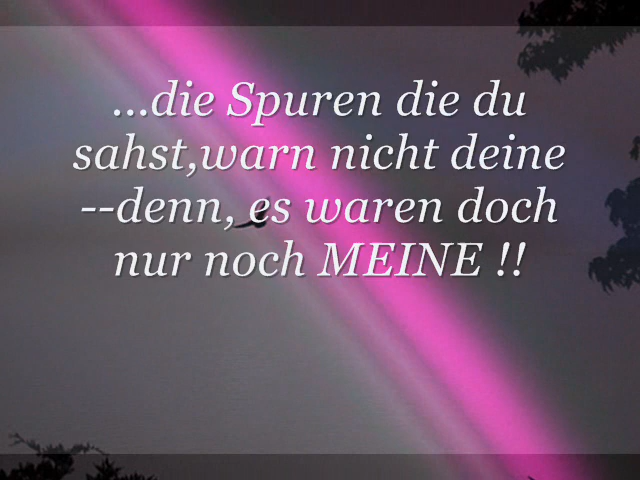 ...die Spuren die du
sahst,warn nicht deine
--denn, es waren doch
nur noch MEINE !!